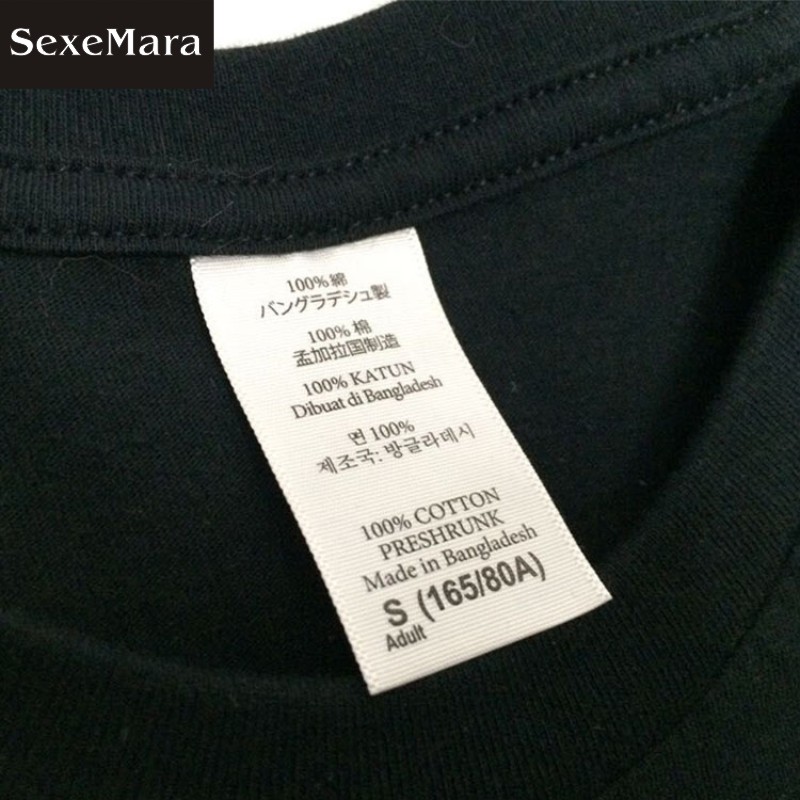 SexeMara
100%綿
バングラデシュ製
100% 棉
孟加拉国制造
100% KATUN
Dibuat di Bangladesh
면 100%
제조국: 방글라데시
100% COTTON
PRESHRUNK
Made in Bangladesh
S (165/80A)
Adult